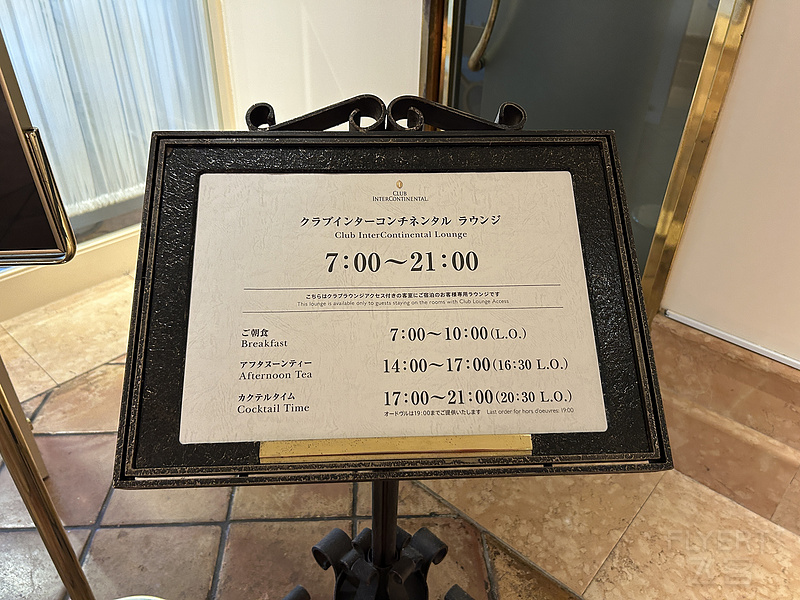 CLUB
INTERCONTINENTAL
クラブインターコンチネンタル ラウンジ
Club InterContinental Lounge
7:00～21:00
こちらはクラブラウンジアクセス付きの客室にご宿泊のお客様専用ラウンジです
This lounge is available only to guests staying on the rooms with Club Lounge Access
ご朝食 7:00～10:00(L.O.)
Breakfast
アフタヌーンティー 14:00～17:00(16:30 L.O.)
Afternoon Tea
カクテルタイム 17:00～21:00(20:30 L.O.)
Cocktail Time
オードヴルは19:00までご提供いたします Last order for hors d'oeuvres: 19:00
FLYERT